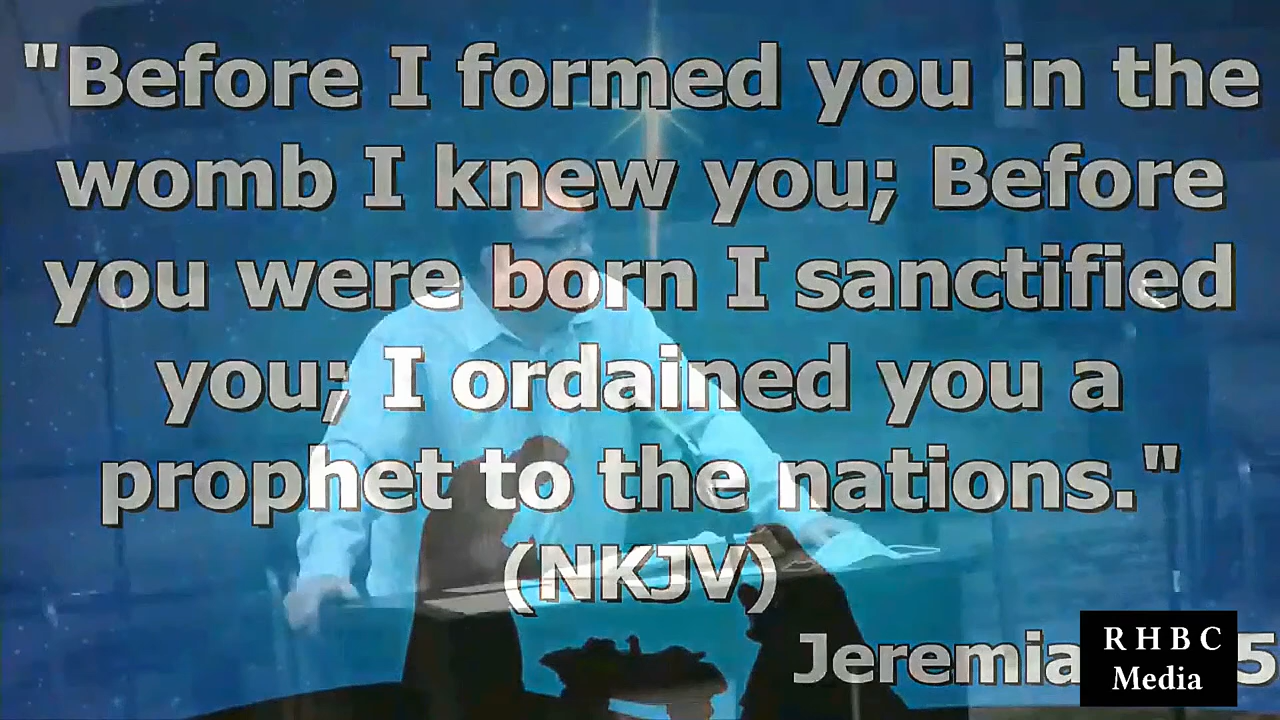 "Before I formed you in the
womb I knew you; Before
you were born I sanctified
you; I ordained you a
prophet to the nations."
(NKJV)
Jeremia 5
RHBC
Media